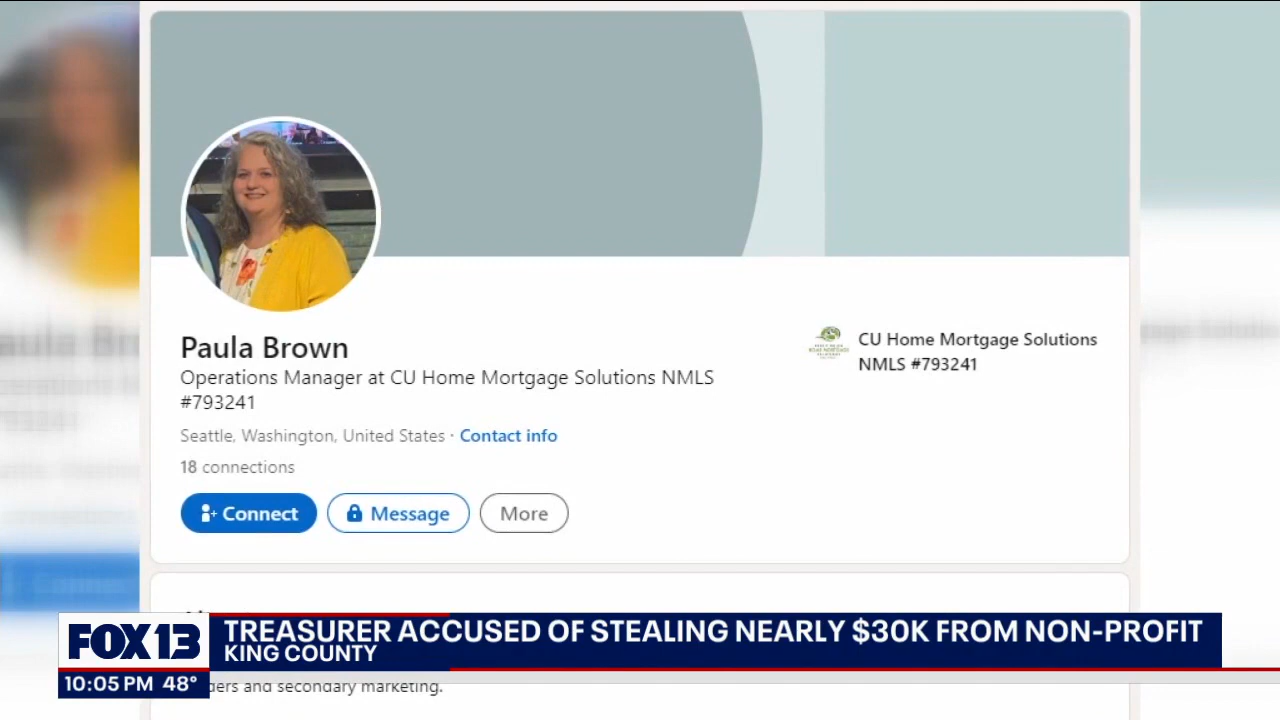 Paula Brown
Operations Manager at CU Home Mortgage Solutions NMLS
#793241
Seattle, Washington, United States · Contact info
18 connections
Connect
Message
More
CU Home Mortgage Solutions
NMLS #793241
FOX 13
TREASURER ACCUSED OF STEALING NEARLY $30K FROM NON-PROFIT
KING COUNTY
10:05 PM 48°
and secondary marketing.